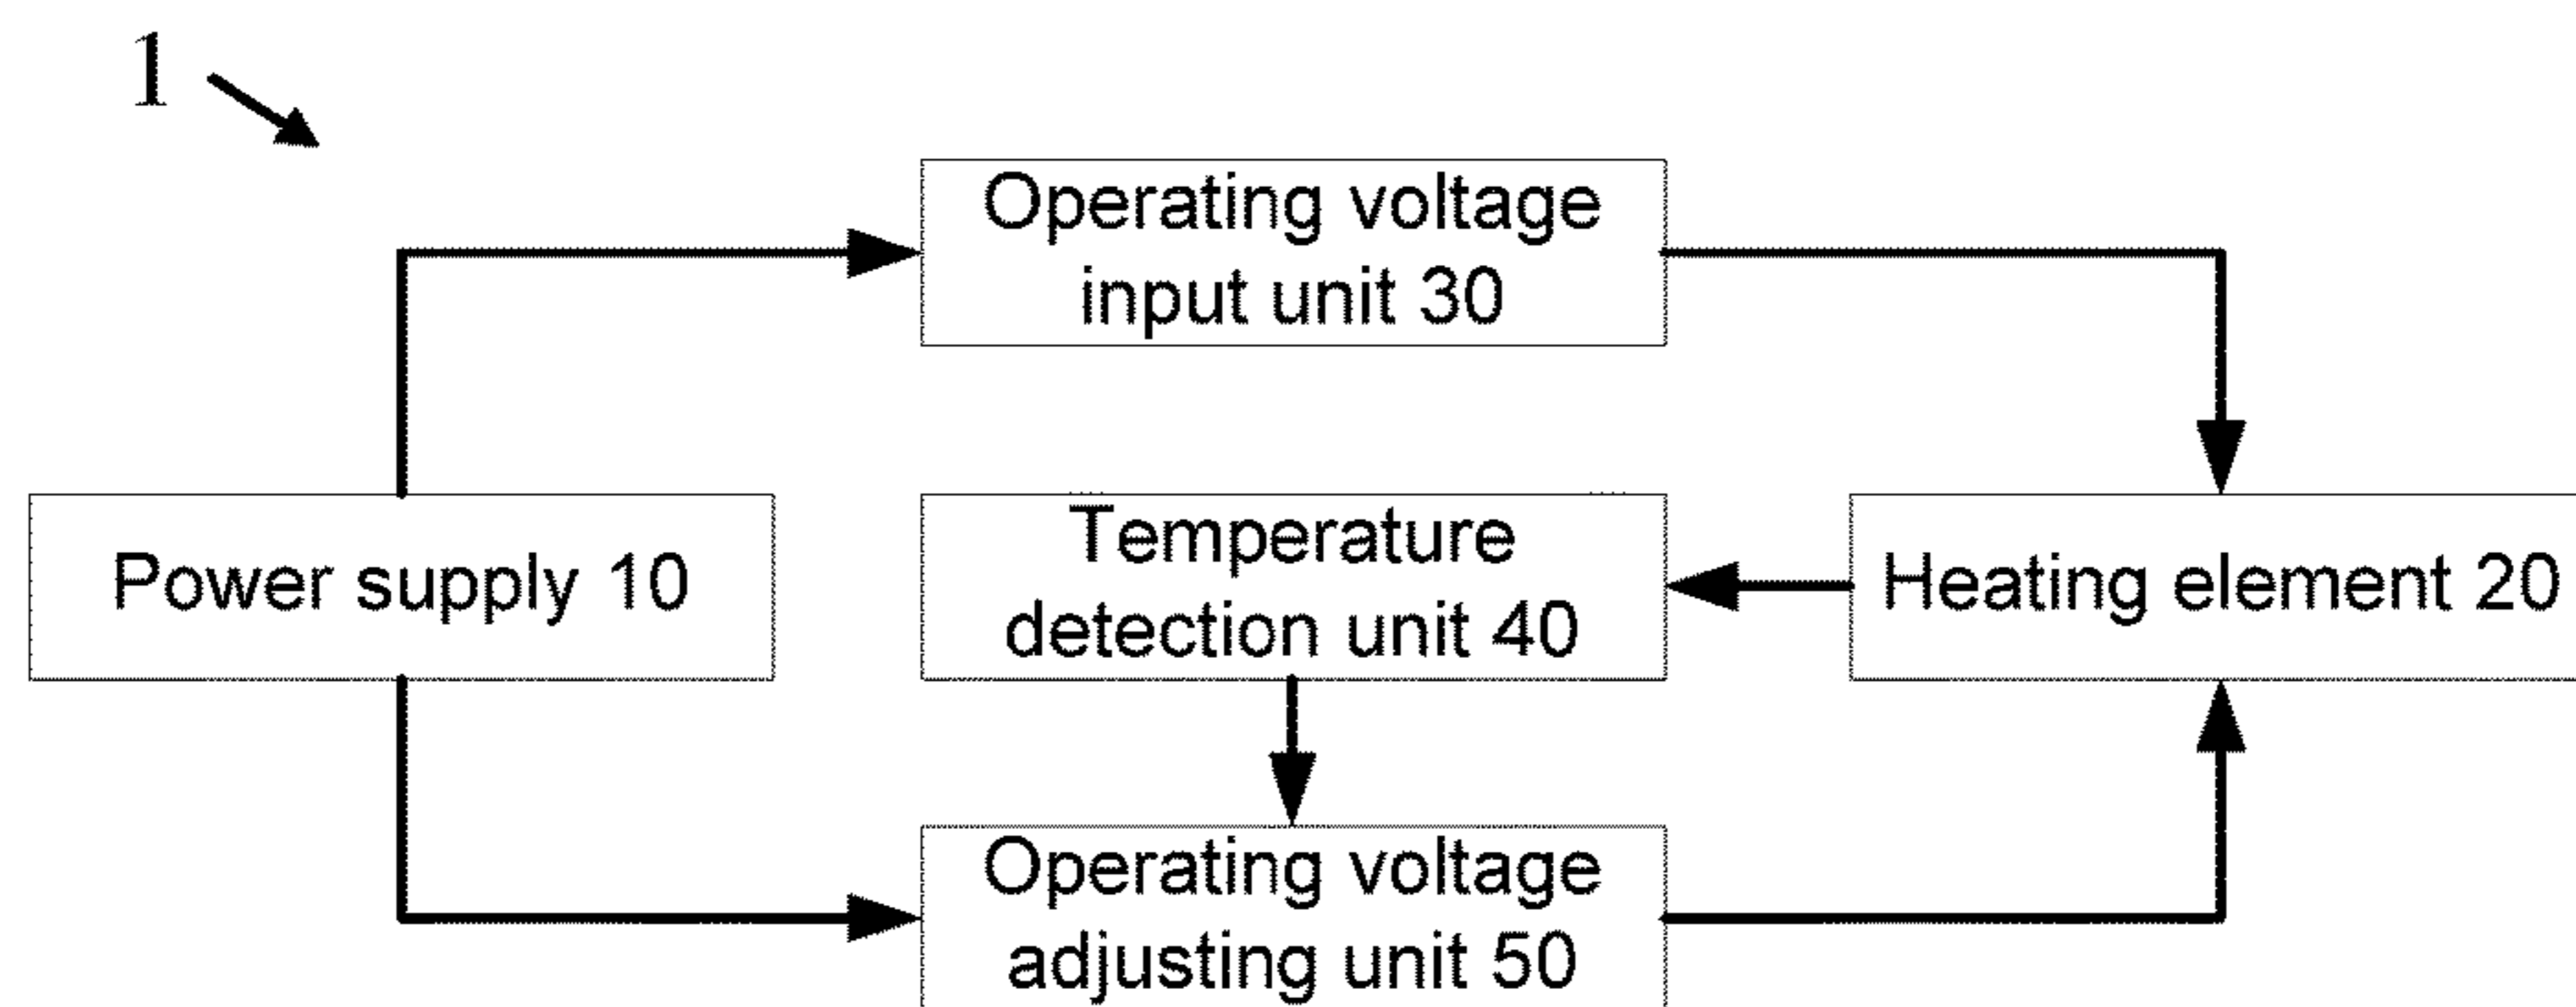 1
Operating voltage
input unit 30
Power supply 10
Temperature
detection unit 40
Heating element 20
Operating voltage
adjusting unit 50